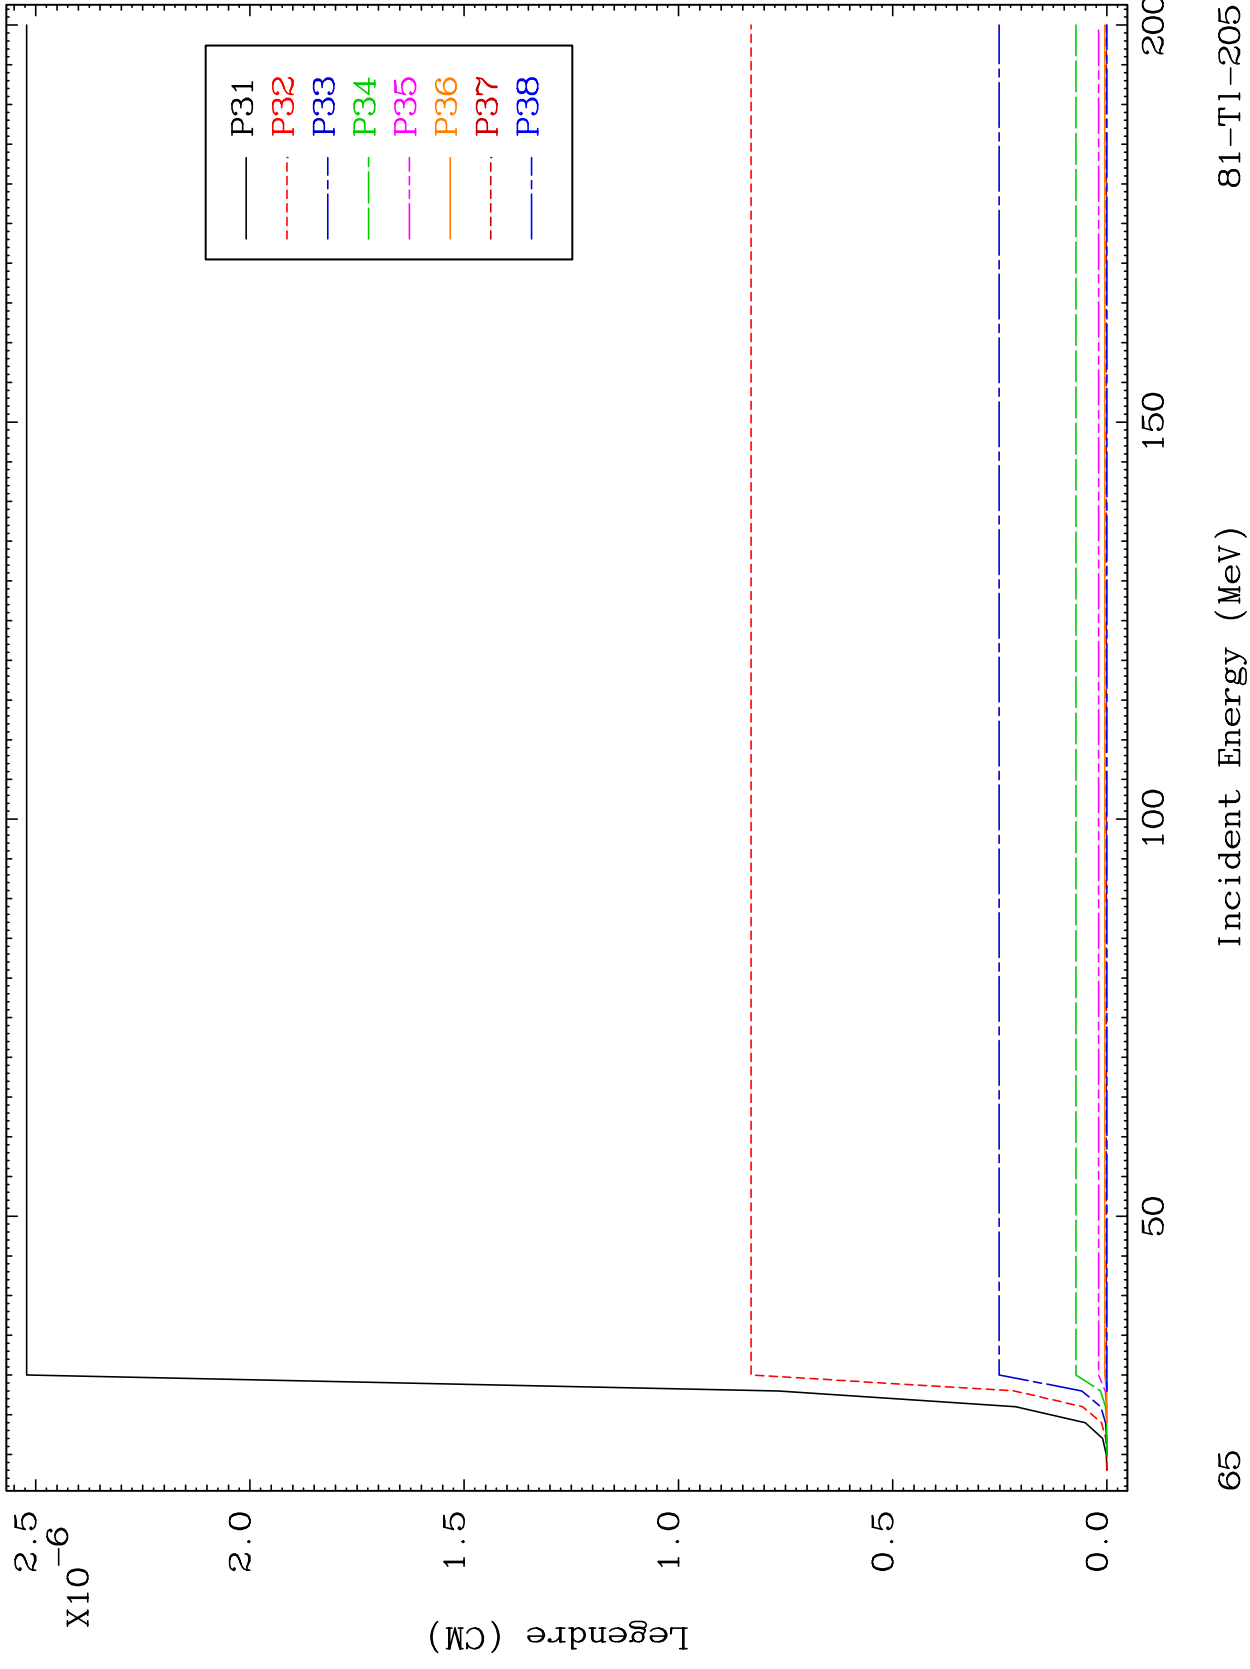 2.5
X10-6
2.0
1.5
1.0
0.5
0.0
Legendre (CM)
P31
P32
P33
P34
P35
P36
P37
P38
50
100
150
200
Incident Energy (MeV)
65
81-Tl-205